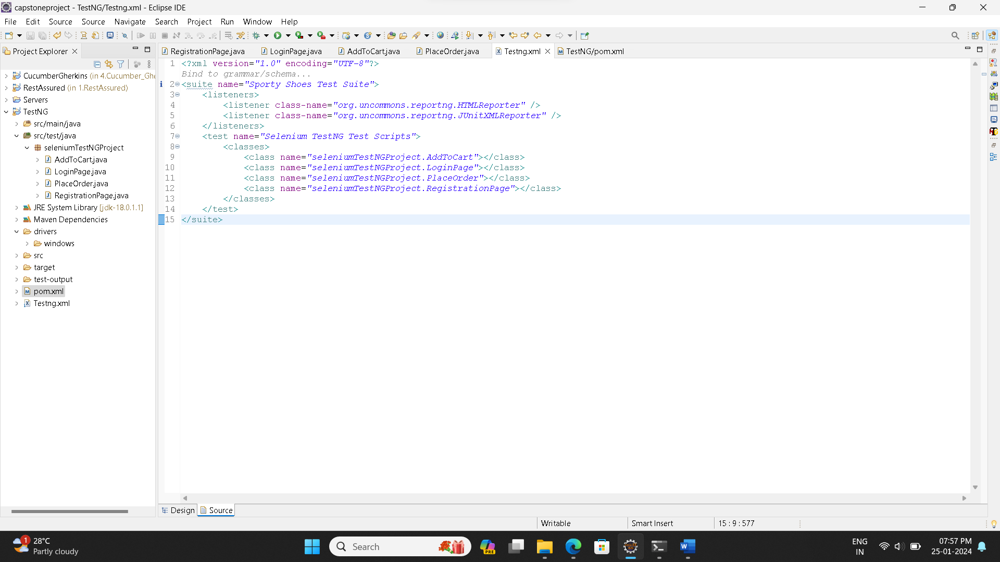 capstoneproject - TestNG/Testng.xml - Eclipse IDE
File Edit Source Source Navigate Search Project Run Window Help
Project Explorer
RegistrationPage.java LoginPage.java AddToCart.java PlaceOrder.java Testng.xml TestNG/pom.xml
CucumberGherkins (in 4.Cucumber_Ghe
RestAssured (in 1.RestAssured)
Servers
TestNG
src/main/java
src/test/java
seleniumTestNGProject
AddToCart.java
LoginPage.java
PlaceOrder.java
RegistrationPage.java
JRE System Library [jdk-18.0.1.1]
Maven Dependencies
drivers
windows
src
target
test-output
pom.xml
Testng.xml
1 <?xml version="1.0" encoding="UTF-8"?>
Bind to grammar/schema...
2 <suite name="Sporty Shoes Test Suite">
3 <listeners>
4 <listener class-name="org.uncommons.reportng.HTMLReporter" />
5 <listener class-name="org.uncommons.reportng.JUnitXMLReporter" />
6 </listeners>
7 <test name="Selenium TestNG Test Scripts">
8 <classes>
9 <class name="seleniumTestNGProject.AddToCart"></class>
10 <class name="seleniumTestNGProject.LoginPage"></class>
11 <class name="seleniumTestNGProject.PlaceOrder"></class>
12 <class name="seleniumTestNGProject.RegistrationPage"></class>
13 </classes>
14 </test>
15 </suite>
Design Source
Writable Smart Insert 15 : 9 : 577
1
28°C
Partly cloudy
Search
PRE
ENG
IN
07:57 PM
25-01-2024